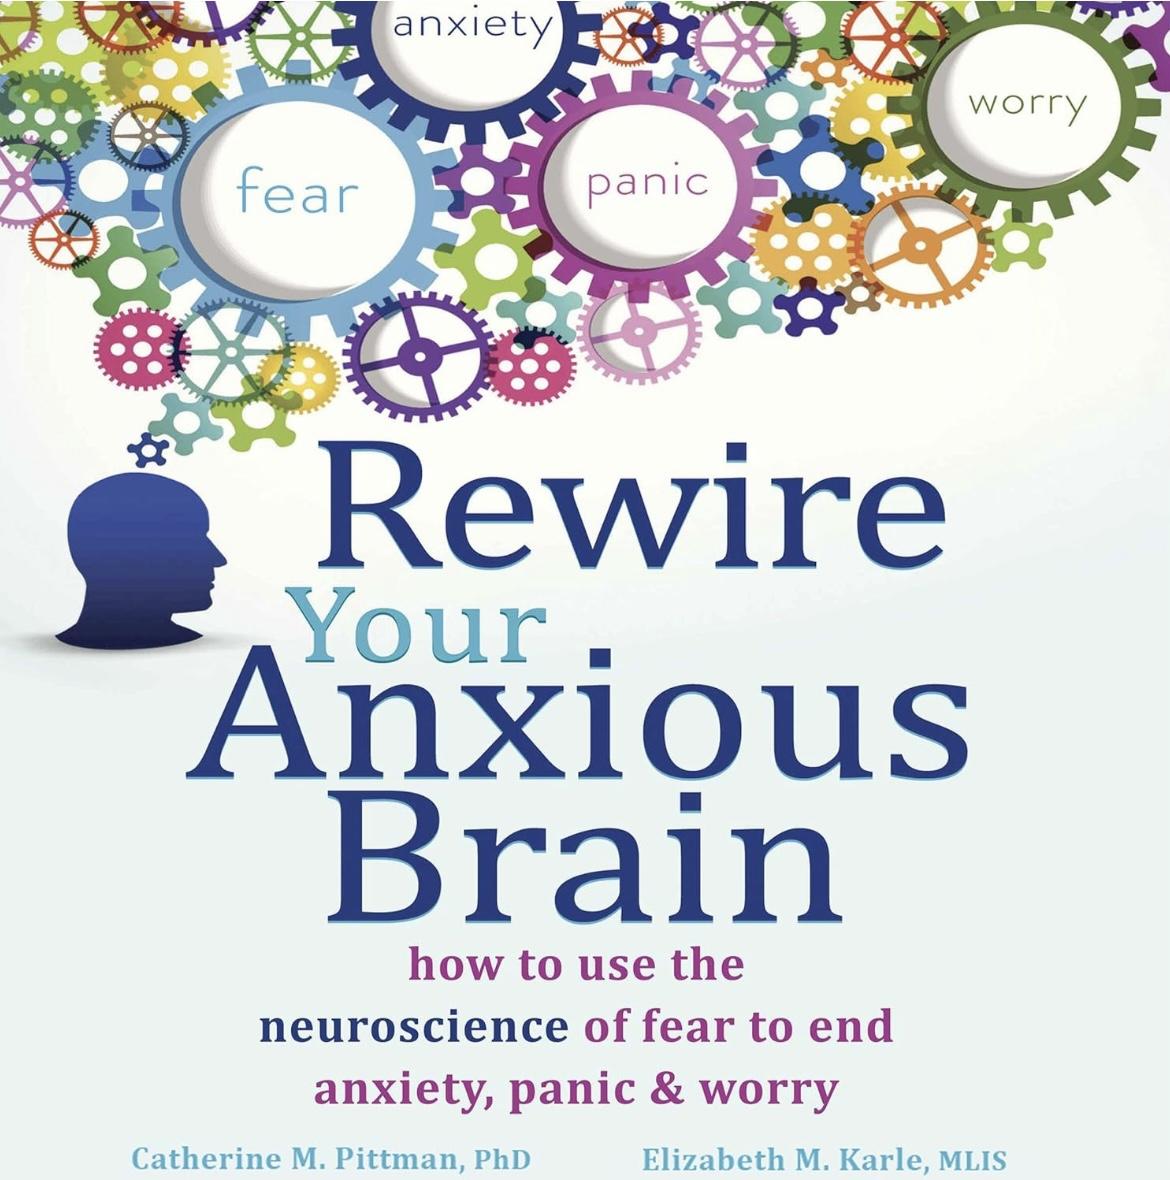 anxiety
worry
fear
panic
Rewire
Your
Anxious
Brain
how to use the
neuroscience of fear to end
anxiety, panic & worry
Catherine M. Pittman, PhD
Elizabeth M. Karle, MLIS